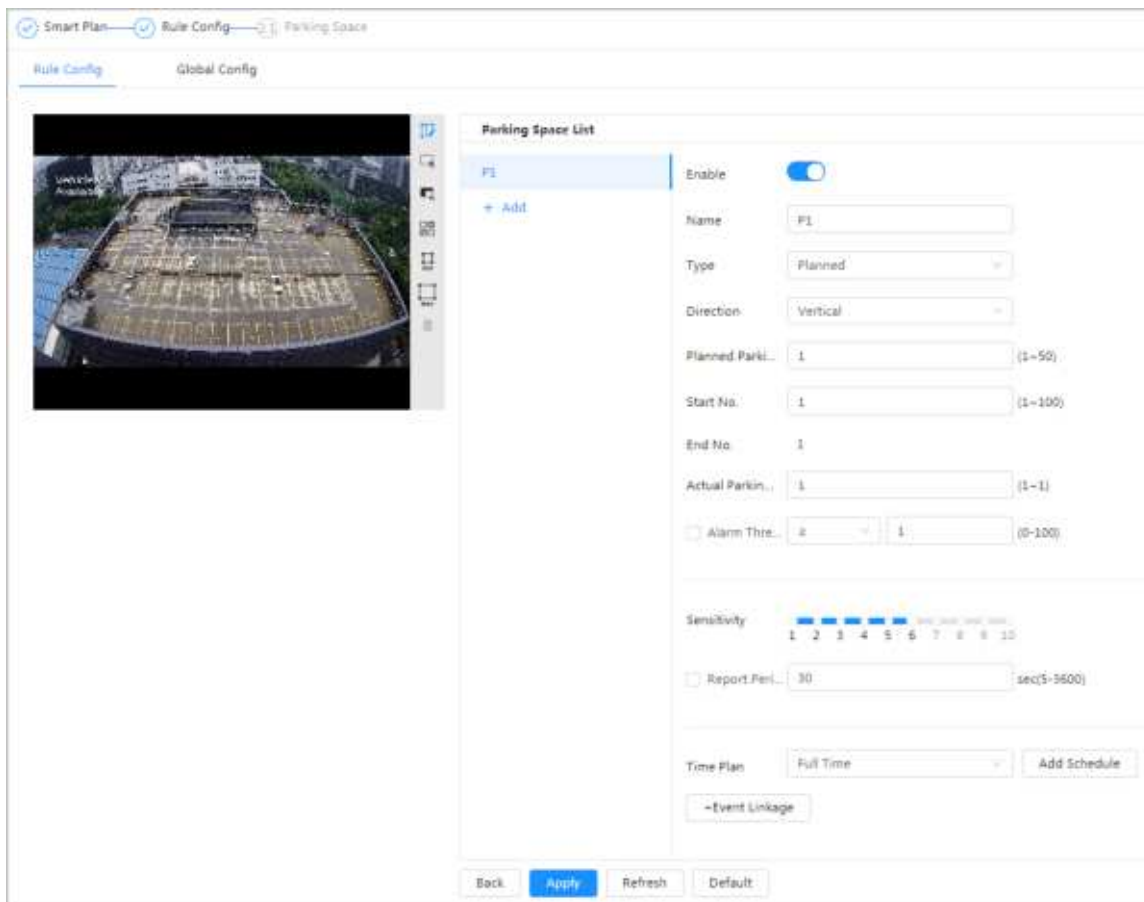 Smart Plan Rule Config Parking Space
Rule Config Global Config
Parking Space List
P1
+ Add
Enable
Name P1
Type Planned
Direction Vertical
Planned Parki... 1 (1~50)
Start No. 1 (1~100)
End No. 1
Actual Parkin... 1 (1~1)
Alarm Thre... ≥ 1 (0-100)
Sensitivity
1 2 3 4 5 6 7 8 9 10
Report Peri... 30 sec(5-3600)
Time Plan Full Time Add Schedule
+Event Linkage
Back Apply Refresh Default